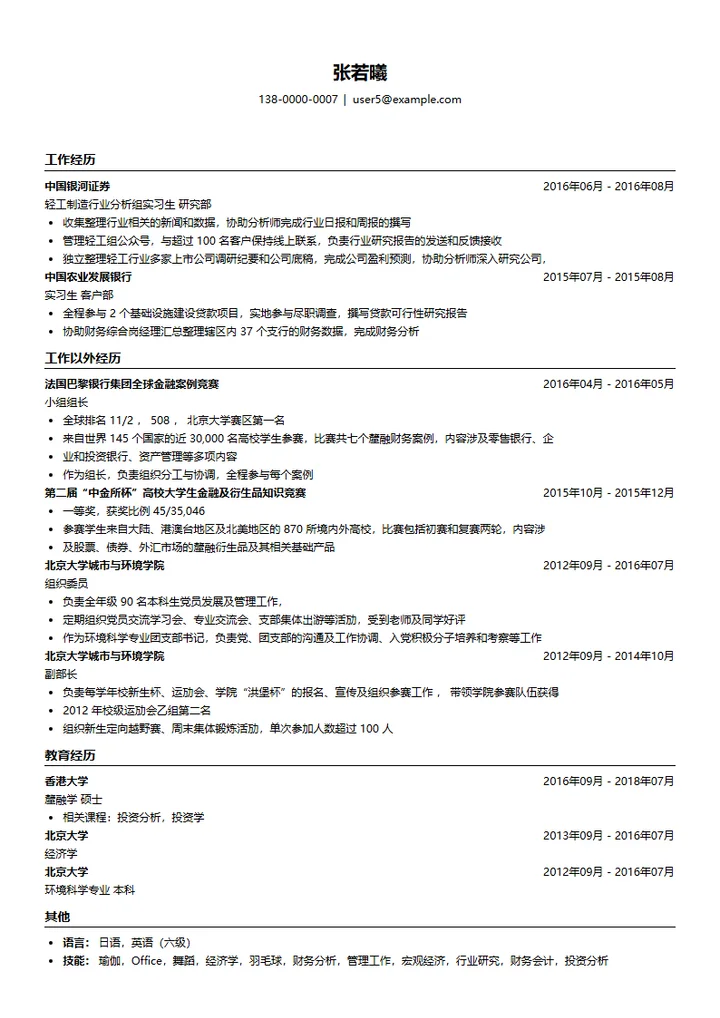 张若曦
138-0000-0007 | user5@example.com
工作经历
中国银河证券 2016年06月 - 2016年08月
轻工制造行业分析组实习生 研究部
• 收集整理行业相关的新闻和数据，协助分析师完成行业日报和周报的撰写
• 管理轻工组公众号，与超过 100 名客户保持线上联系，负责行业研究报告的发送和反馈接收
• 独立整理轻工行业多家上市公司调研纪要和公司底稿，完成公司盈利预测，协助分析师深入研究公司，
中国农业发展银行 2015年07月 - 2015年08月
实习生 客户部
• 全程参与 2 个基础设施建设贷款项目，实地参与尽职调查，撰写贷款可行性研究报告
• 协助财务综合岗经理汇总整理辖区内 37 个支行的财务数据，完成财务分析
工作以外经历
法国巴黎银行集团全球金融案例竞赛 2016年04月 - 2016年05月
小组组长
• 全球排名 11/2 ， 508 ， 北京大学赛区第一名
• 来自世界 145 个国家的近 30,000 名高校学生参赛，比赛共七个釐融财务案例，内容涉及零售银行、企
• 业和投资银行、资产管理等多项内容
• 作为组长，负责组织分工与协调，全程参与每个案例
第二届“中金所杯”高校大学生金融及衍生品知识竞赛 2015年10月 - 2015年12月
• 一等奖，获奖比例 45/35,046
• 参赛学生来自大陆、港澳台地区及北美地区的 870 所境内外高校，比赛包括初赛和复赛两轮，内容涉
• 及股票、债券、外汇市场的釐融衍生品及其相关基础产品
北京大学城市与环境学院 2012年09月 - 2016年07月
组织委员
• 负责全年级 90 名本科生党员发展及管理工作，
• 定期组织党员交流学习会、专业交流会、支部集体出游等活动，受到老师及同学好评
• 作为环境科学专业团支部书记，负责党、团支部的沟通及工作协调、入党积极分子培养和考察等工作
北京大学城市与环境学院 2012年09月 - 2014年10月
副部长
• 负责每学年校新生杯、运动会、学院“洪堡杯”的报名、宣传及组织参赛工作 ， 带领学院参赛队伍获得
• 2012 年校级运动会乙组第二名
• 组织新生定向越野赛、周末集体锻炼活动，单次参加人数超过 100 人
教育经历
香港大学 2016年09月 - 2018年07月
釐融学 硕士
• 相关课程：投资分析，投资学
北京大学 2013年09月 - 2016年07月
经济学
北京大学 2012年09月 - 2016年07月
环境科学专业 本科
其他
• 语言： 日语，英语（六级）
• 技能： 瑜伽，Office，舞蹈，经济学，羽毛球，财务分析，管理工作，宏观经济，行业研究，财务会计，投资分析